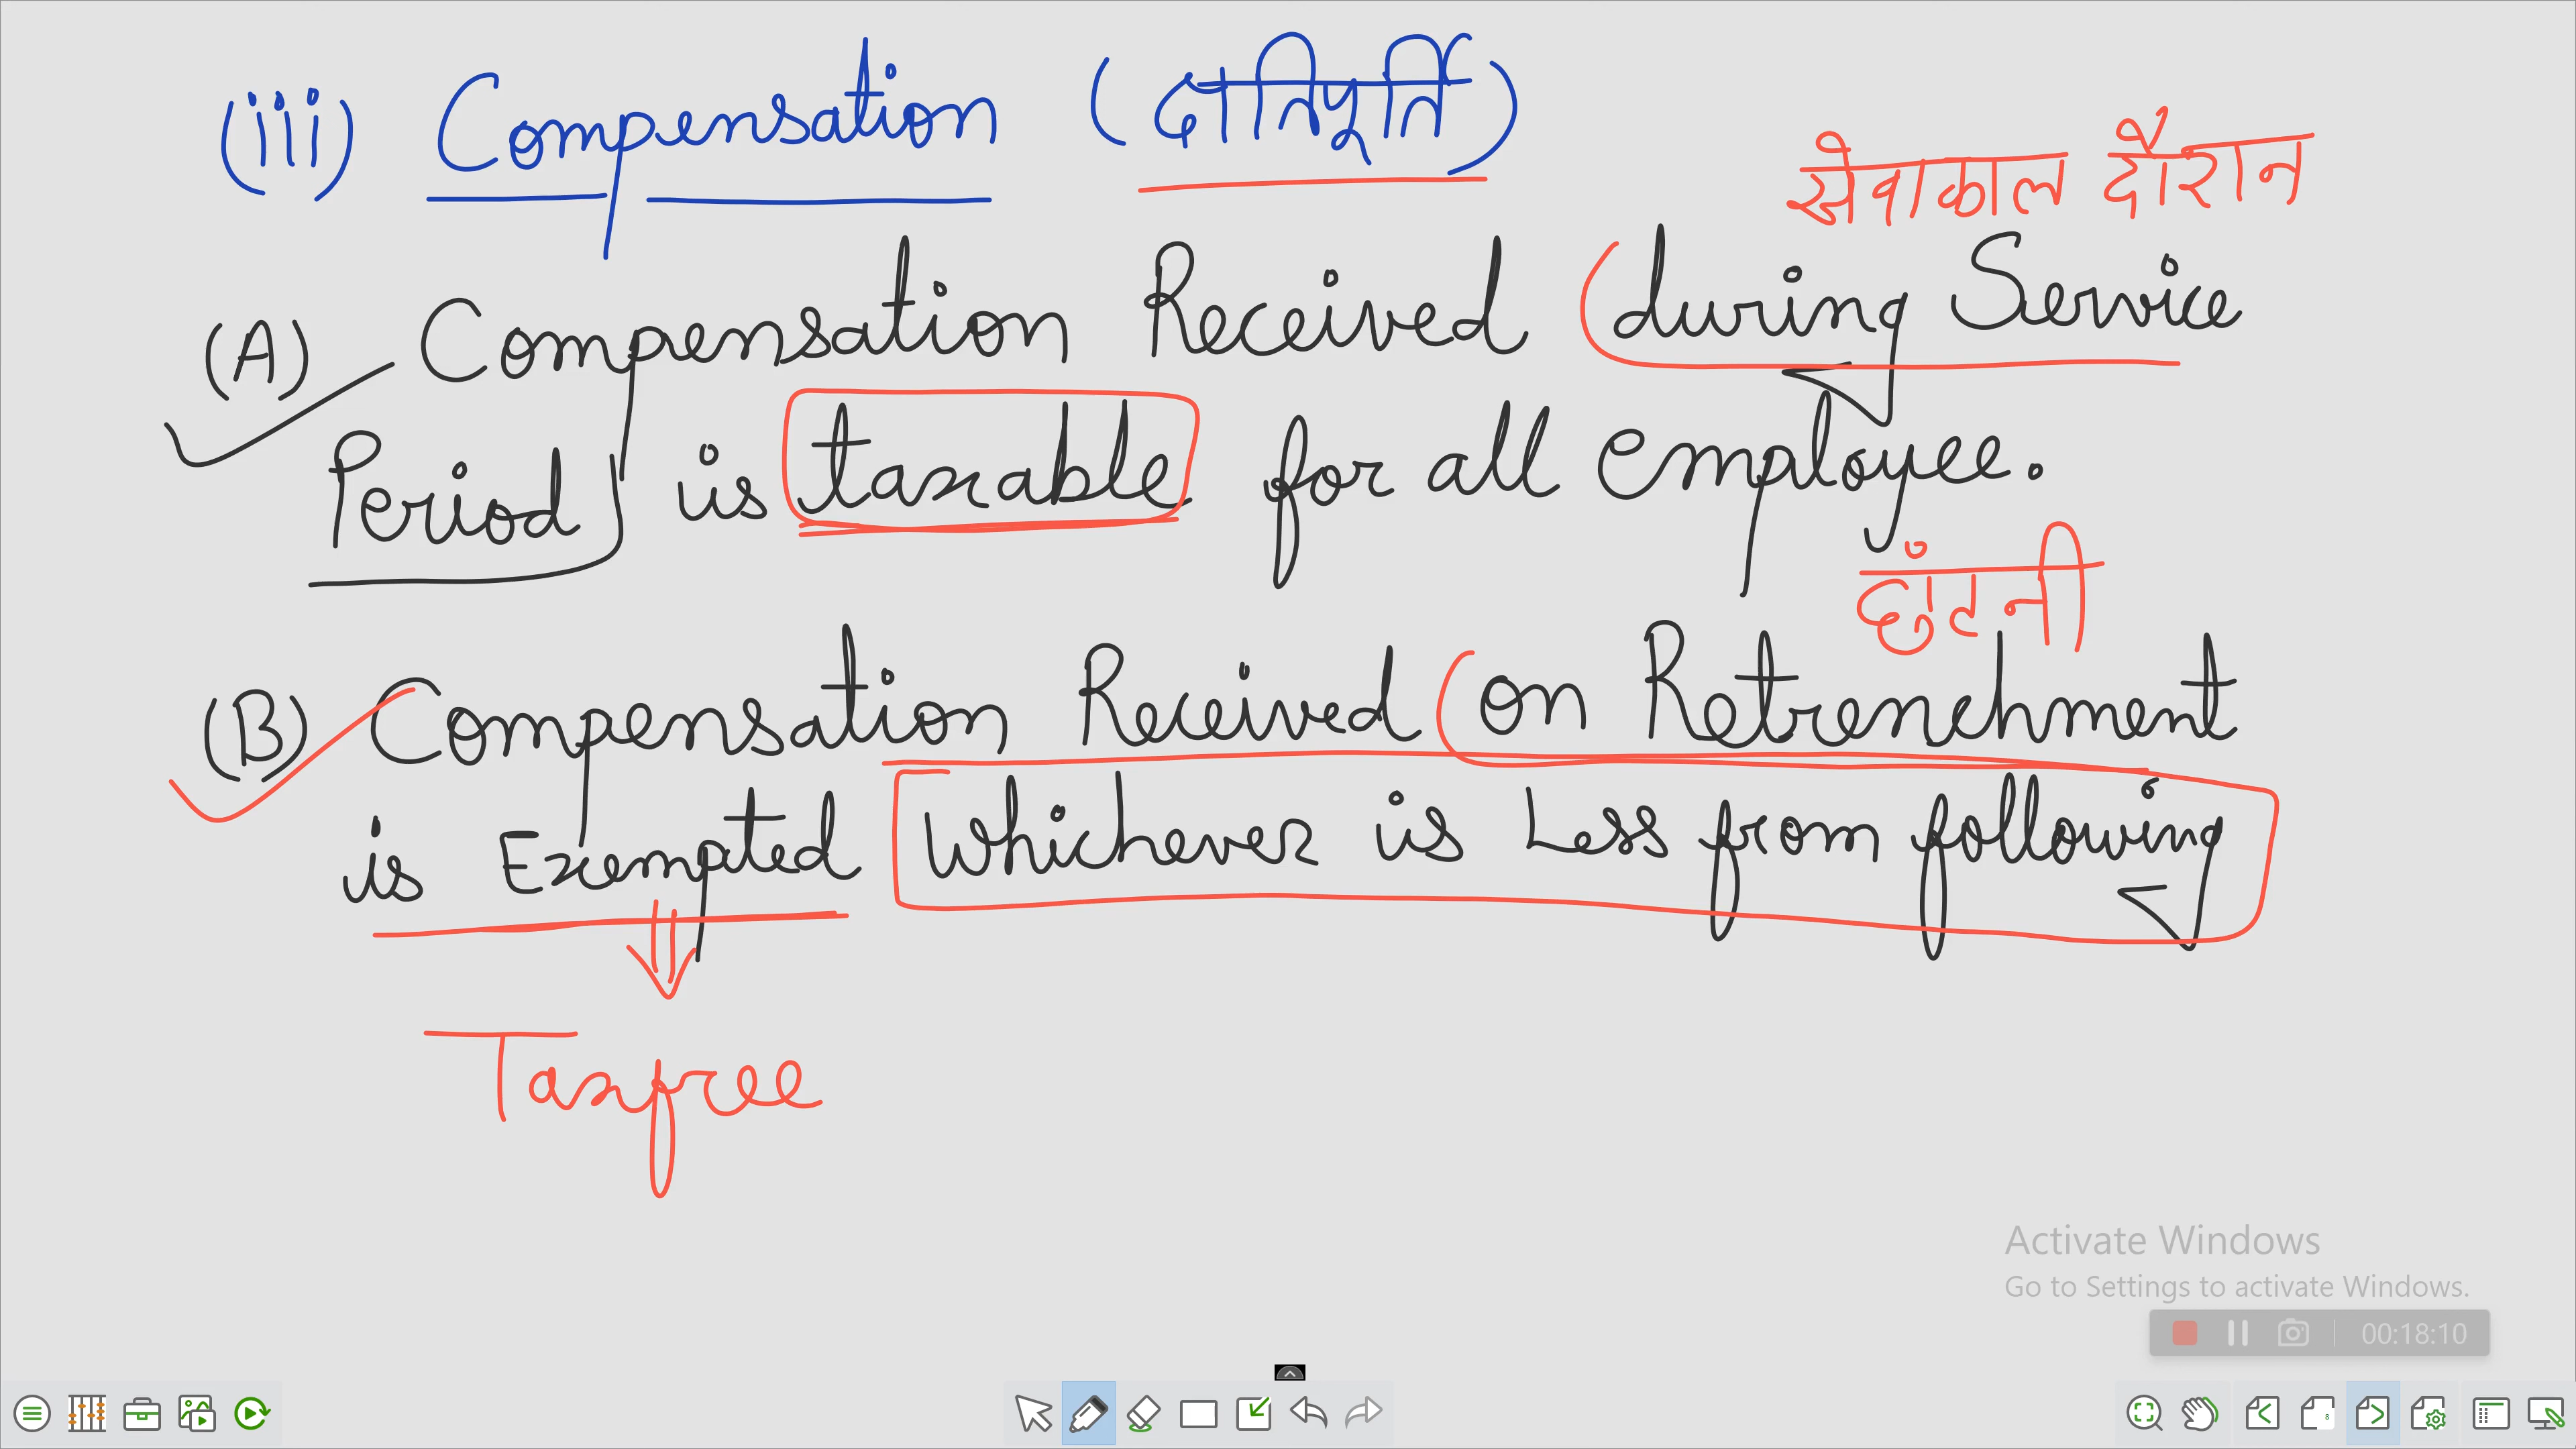 (iii) Compensation (क्षतिपूर्ति)
सेवाकाल दौरान
(A) Compensation Received (during Service
Period) is taxable for all employee.
छंटनी
(B) Compensation Received (on Retrenchment
is Exempted Whichever is Less from following
Taxfree
Activate Windows
Go to Settings to activate Windows.
00:18:10